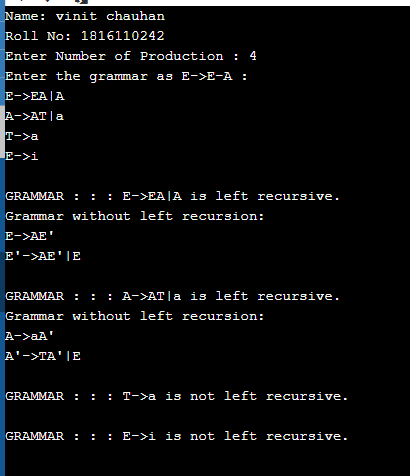 Name: vinit chauhan
Roll No: 1816110242
Enter Number of Production : 4
Enter the grammar as E->E-A :
E->EA|A
A->AT|a
T->a
E->i
GRAMMAR : : : E->EA|A is left recursive.
Grammar without left recursion:
E->AE'
E'->AE'|E
GRAMMAR : : : A->AT|a is left recursive.
Grammar without left recursion:
A->aA'
A'->TA'|E
GRAMMAR : : : T->a is not left recursive.
GRAMMAR : : : E->i is not left recursive.